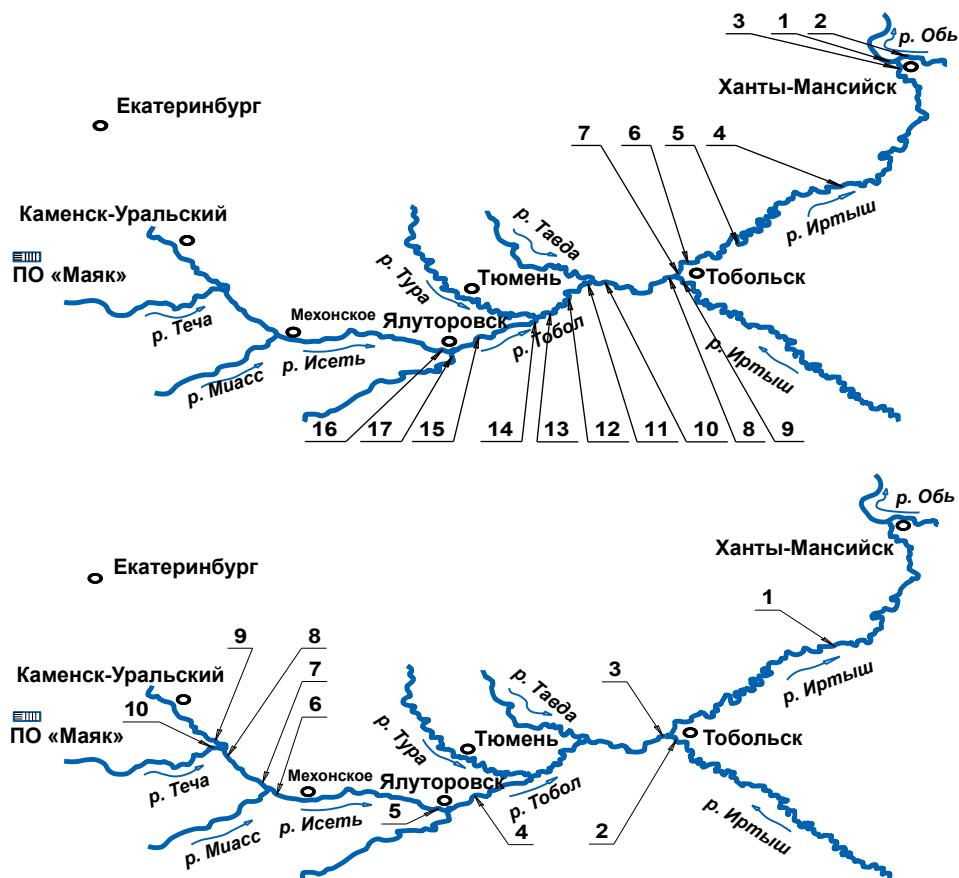 3 1 2
р. Обь
Ханты-Мансийск
Екатеринбург
7 6 5 4
Каменск-Уральский
р. Тавда
р. Иртыш
ПО «Маяк»
р. Тура
Тюмень
Тобольск
р. Теча
Мехонское
Ялуторовск
р. Тобол
р. Исеть
р. Миасс
р. Иртыш
16 17 15 14 13 12 11 10 8 9
р. Обь
Ханты-Мансийск
Екатеринбург
1
9 8
7
6
3
Каменск-Уральский
р. Тавда
р. Иртыш
10
ПО «Маяк»
р. Тура
Тюмень
Тобольск
р. Теча
Мехонское
Ялуторовск
р. Тобол
р. Исеть
р. Миасс
5
4
2
р. Иртыш